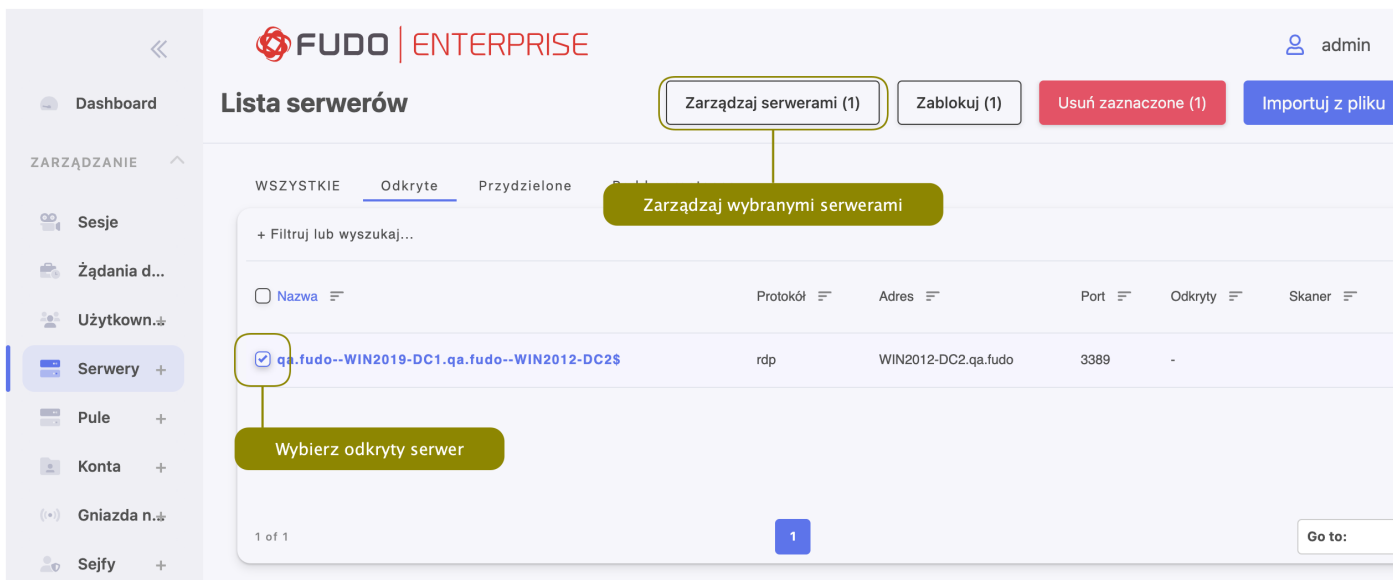 FUDO ENTERPRISE
admin
Dashboard
Lista serwerów
Zarządzaj serwerami (1)
Zablokuj (1)
Usuń zaznaczone (1)
Importuj z pliku
ZARZĄDZANIE
WSZYSTKIE
Odkryte
Przydzielone
Zarządzaj wybranymi serwerami
Sesje
+ Filtruj lub wyszukaj...
Żądania d...
Nazwa
Protokół
Adres
Port
Odkryty
Skaner
Użytkown...+
qa.fudo--WIN2019-DC1.qa.fudo--WIN2012-DC2$
rdp
WIN2012-DC2.qa.fudo
3389
-
Serwery +
Pule +
Wybierz odkryty serwer
Konta +
Gniazda n...+
1 of 1
1
Go to:
Sejfy +